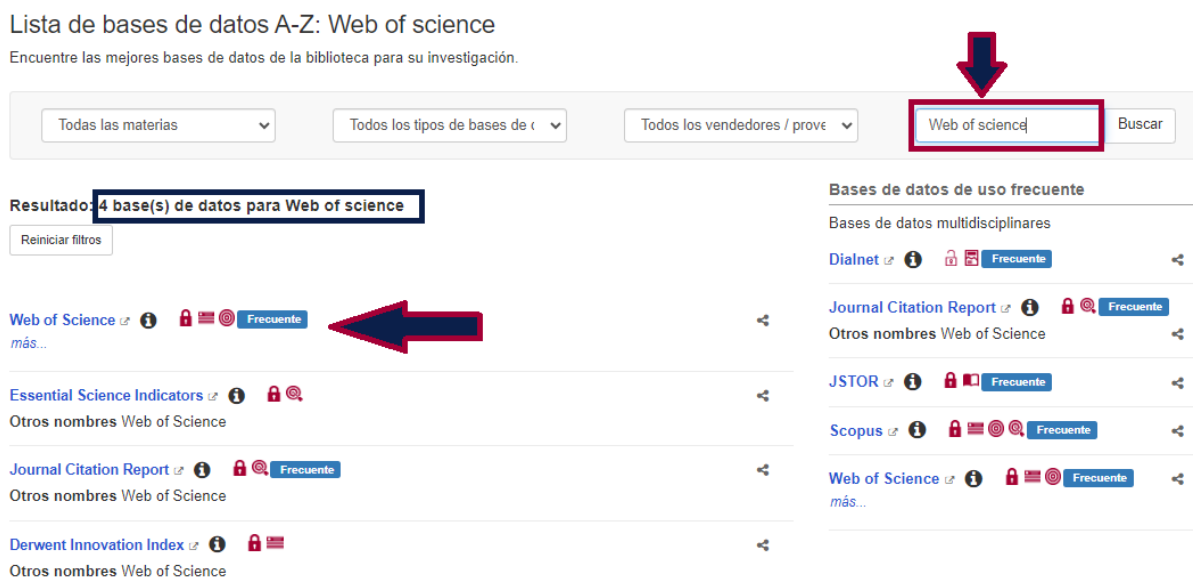 Lista de bases de datos A-Z: Web of science
Encuentre las mejores bases de datos de la biblioteca para su investigación.
Todas las materias
Todos los tipos de bases de c
Todos los vendedores / prove
Web of science
Buscar
Resultado: 4 base(s) de datos para Web of science
Reiniciar filtros
Web of Science Frecuente
más...
Essential Science Indicators
Otros nombres Web of Science
Journal Citation Report Frecuente
Otros nombres Web of Science
Derwent Innovation Index
Otros nombres Web of Science
Bases de datos de uso frecuente
Bases de datos multidisciplinares
Dialnet Frecuente
Journal Citation Report Frecuente
Otros nombres Web of Science
JSTOR Frecuente
Scopus Frecuente
Web of Science Frecuente
más...